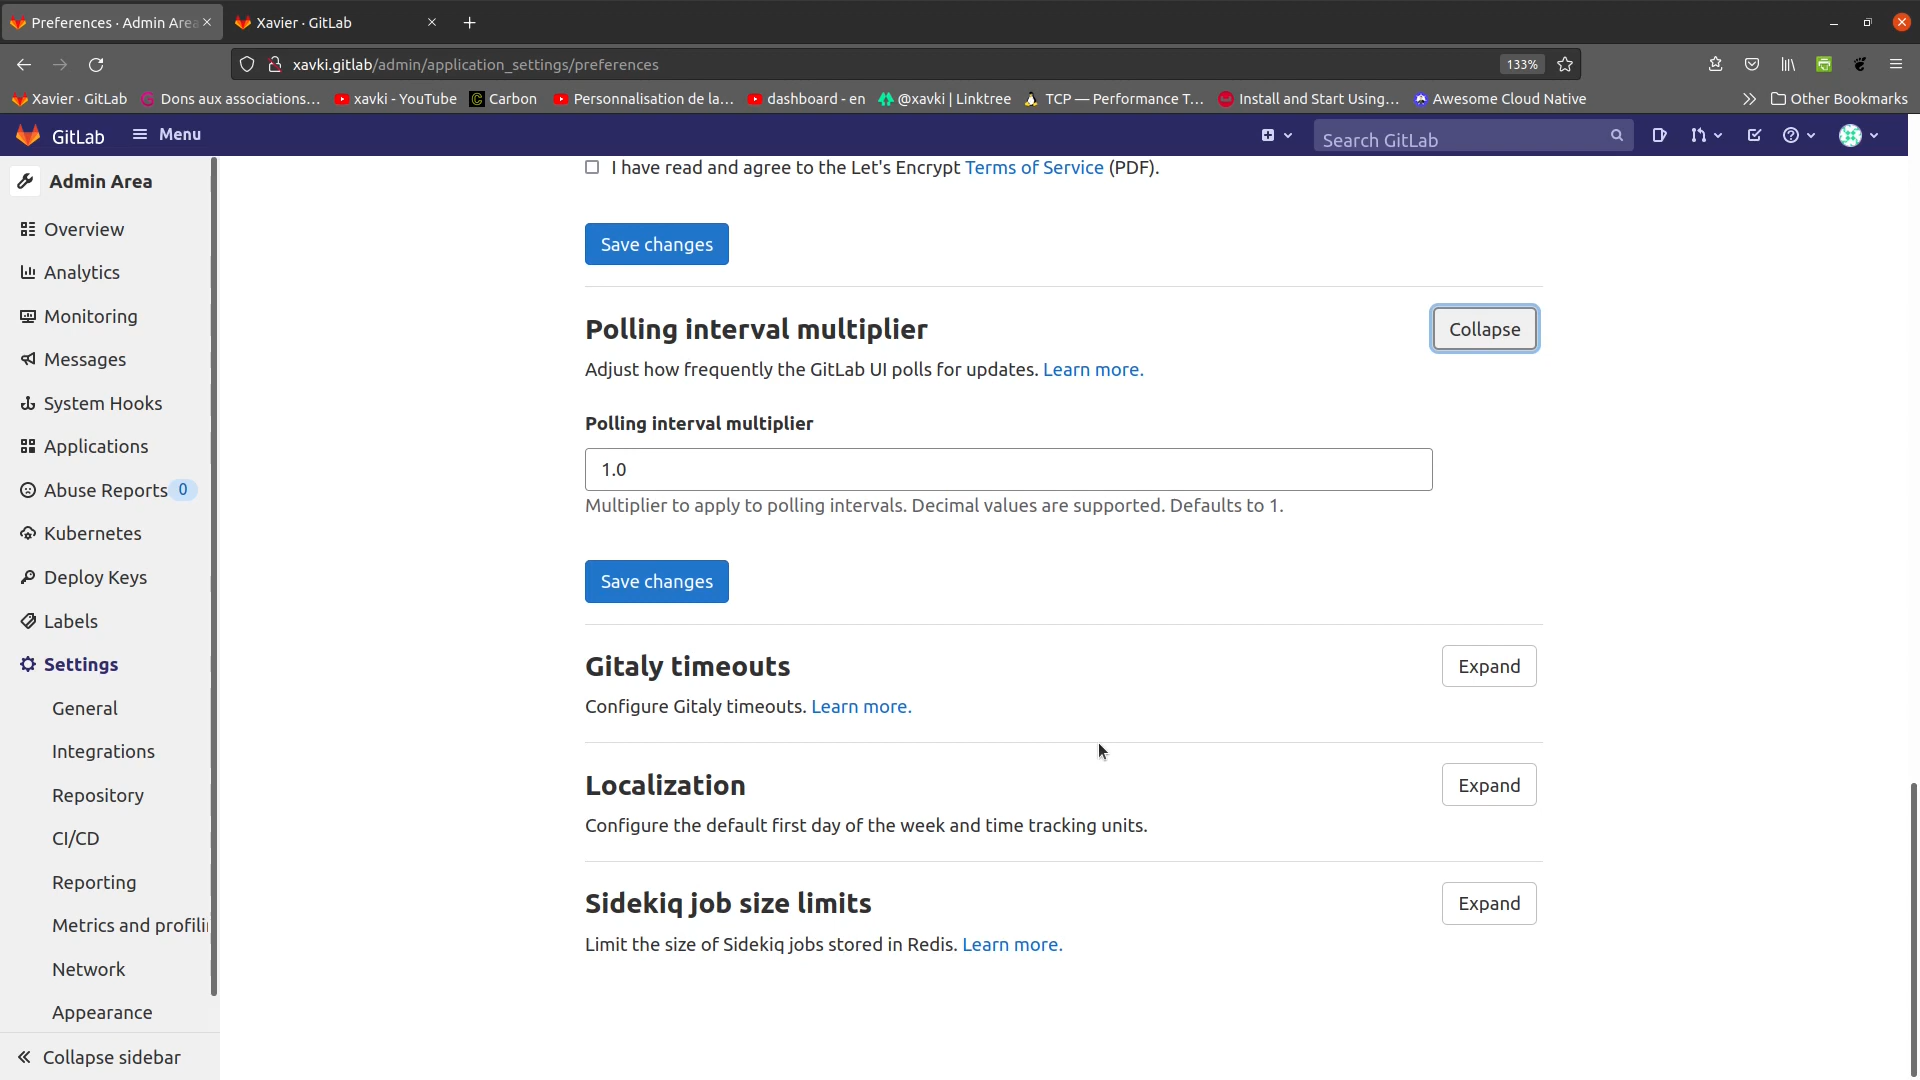 Preferences · Admin Area
Xavier · GitLab
xavki.gitlab/admin/application_settings/preferences
133%
Xavier · GitLab
Dons aux associations...
xavki - YouTube
Carbon
Personnalisation de la...
dashboard - en
@xavki | Linktree
TCP — Performance T...
Install and Start Using...
Awesome Cloud Native
Other Bookmarks
GitLab
Menu
Search GitLab
Admin Area
Overview
Analytics
Monitoring
Messages
System Hooks
Applications
Abuse Reports 0
Kubernetes
Deploy Keys
Labels
Settings
General
Integrations
Repository
CI/CD
Reporting
Metrics and profili
Network
Appearance
Collapse sidebar
I have read and agree to the Let's Encrypt Terms of Service (PDF).
Save changes
Polling interval multiplier
Collapse
Adjust how frequently the GitLab UI polls for updates. Learn more.
Polling interval multiplier
1.0
Multiplier to apply to polling intervals. Decimal values are supported. Defaults to 1.
Save changes
Gitaly timeouts
Expand
Configure Gitaly timeouts. Learn more.
Localization
Expand
Configure the default first day of the week and time tracking units.
Sidekiq job size limits
Expand
Limit the size of Sidekiq jobs stored in Redis. Learn more.